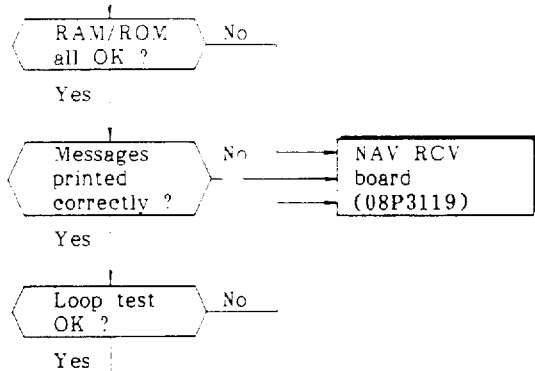 RAM/ROM No
all OK ?
Yes
Messages No NAV RCV
printed board
correctly ? (08P3119)
Yes
Loop test No
OK ?
Yes